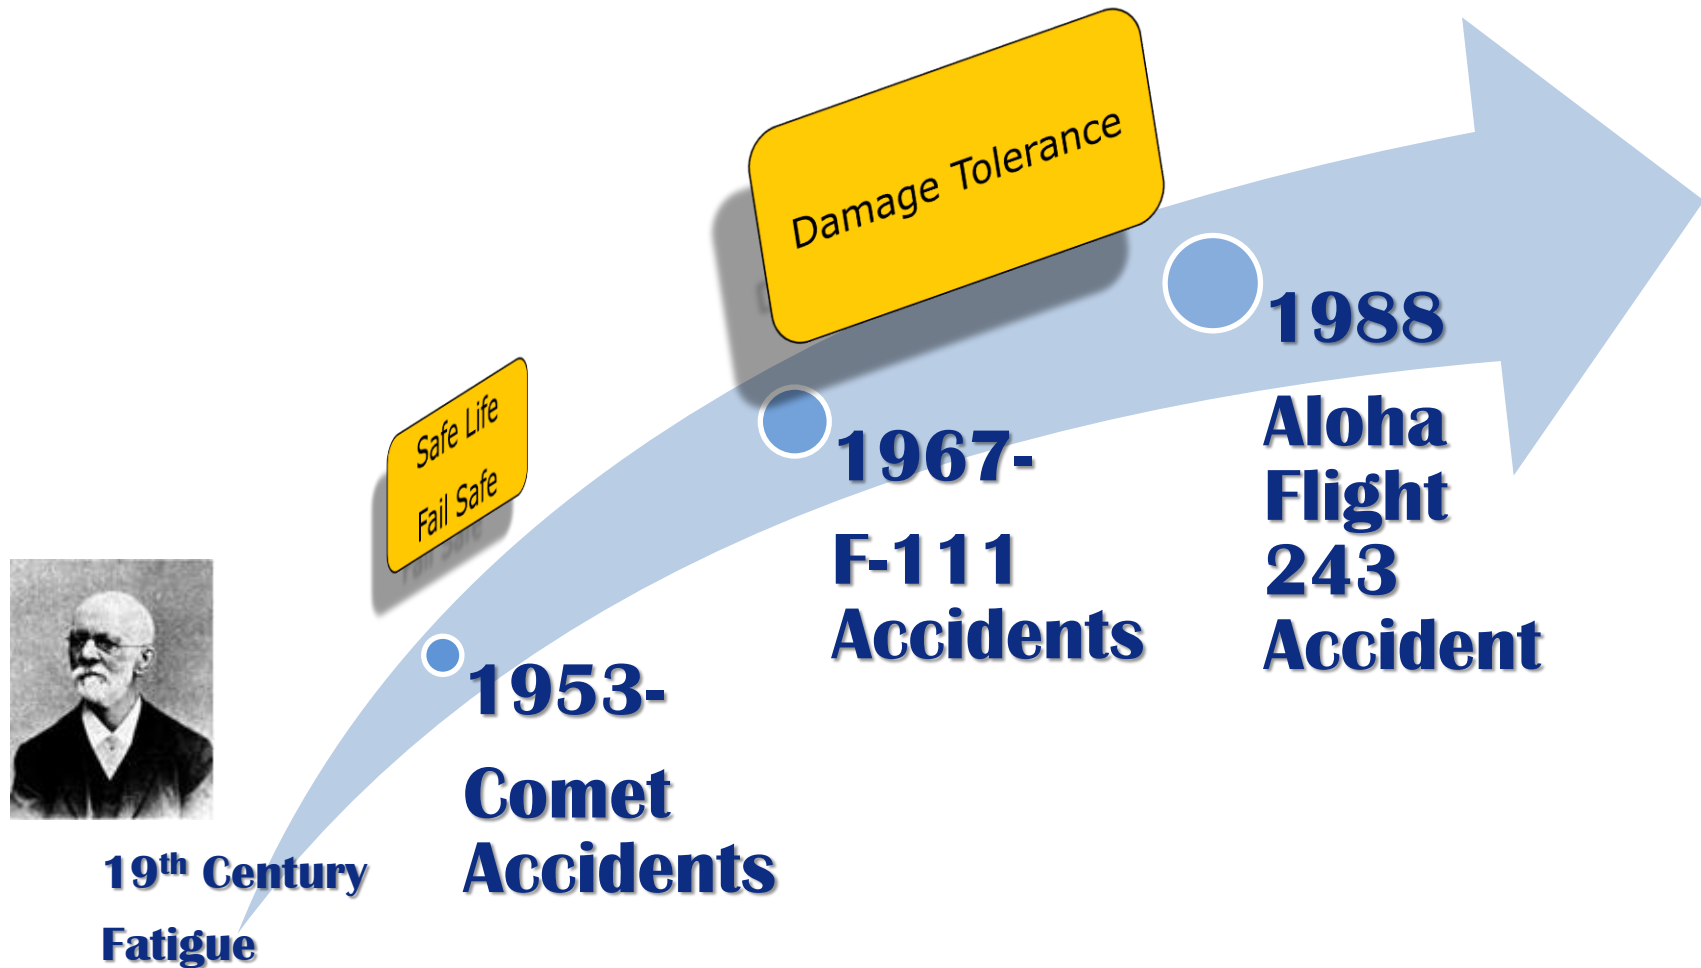 19th Century
Fatigue
Safe Life
Fail Safe
1953-
Comet
Accidents
Damage Tolerance
1967-
F-111
Accidents
1988
Aloha
Flight
243
Accident